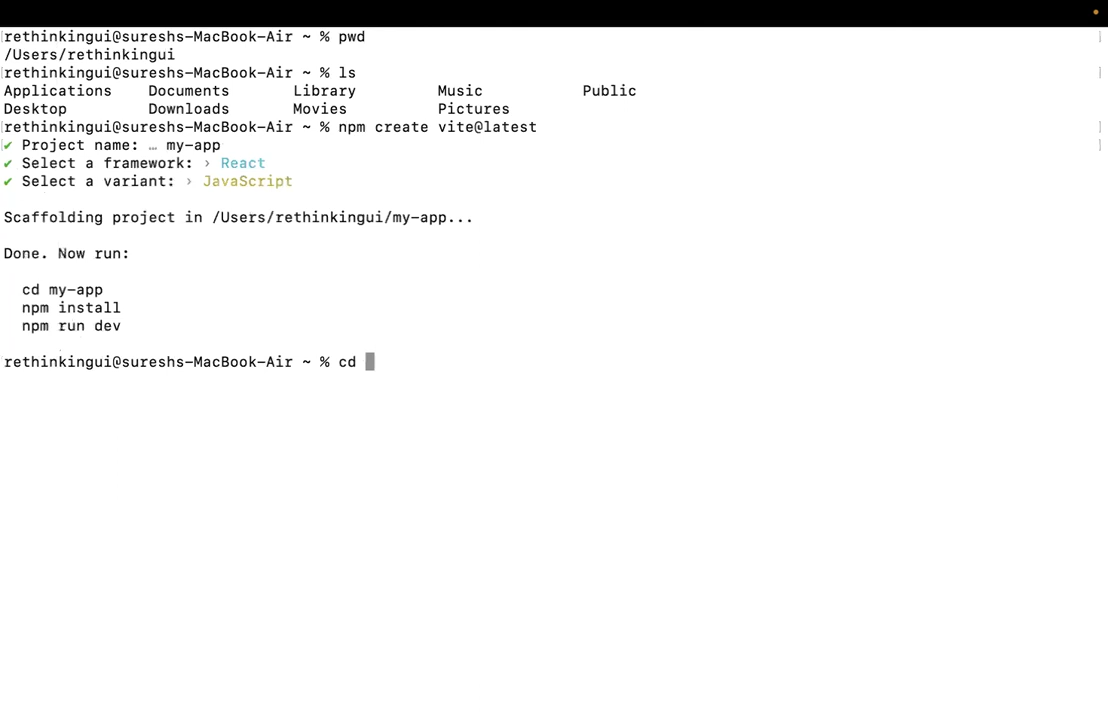 rethinkingui@sureshs-MacBook-Air ~ % pwd
/Users/rethinkingui
rethinkingui@sureshs-MacBook-Air ~ % ls
Applications    Documents       Library         Music           Public
Desktop         Downloads       Movies          Pictures
rethinkingui@sureshs-MacBook-Air ~ % npm create vite@latest
✔ Project name: … my-app
✔ Select a framework: › React
✔ Select a variant: › JavaScript
Scaffolding project in /Users/rethinkingui/my-app...
Done. Now run:
cd my-app
npm install
npm run dev
rethinkingui@sureshs-MacBook-Air ~ % cd